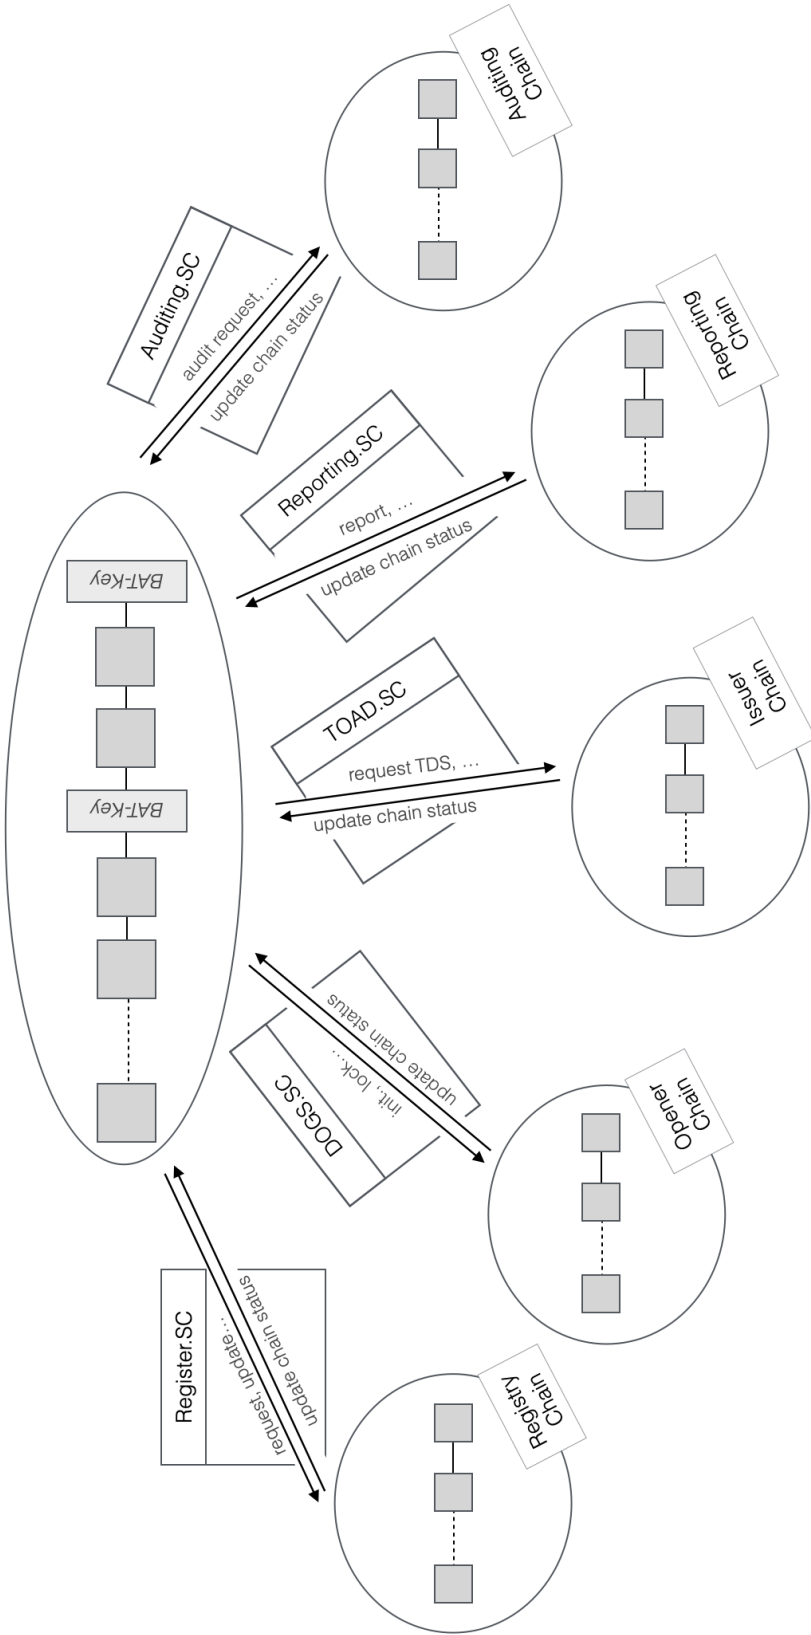 BAT-Key
BAT-Key
Register.SC
request, update...
update chain status
Registry
Chain
DOGS.SC
init., lock...
update chain status
Opener
Chain
TOAD.SC
request TDS, ...
update chain status
Issuer
Chain
Reporting.SC
report, ...
update chain status
Reporting
Chain
Auditing.SC
audit request, ...
update chain status
Auditing
Chain